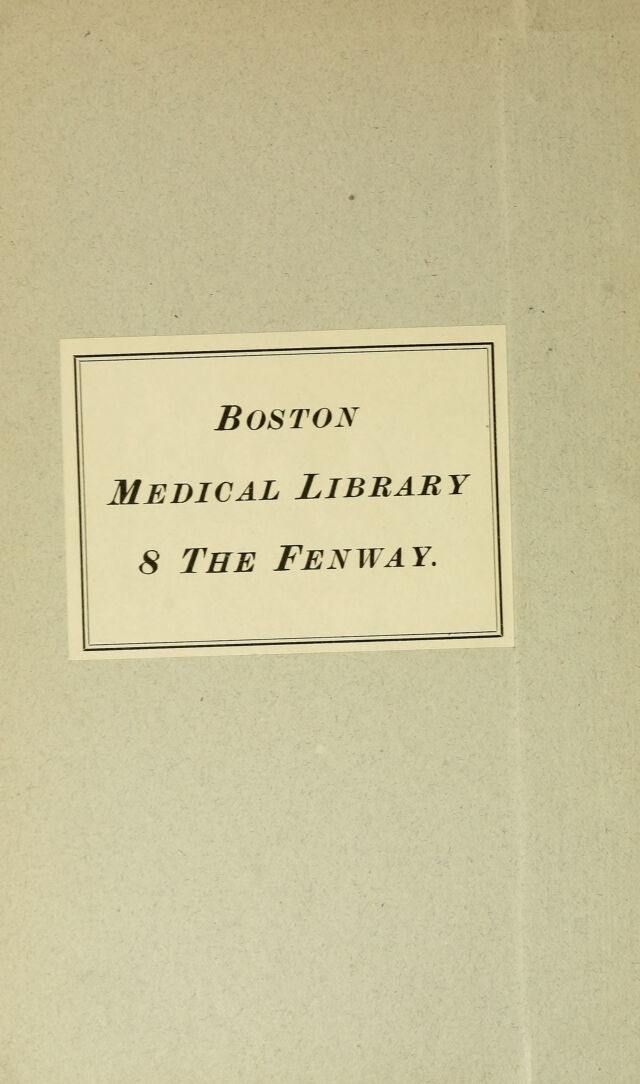 BOSTON
MEDICAL LIBRARY
8 THE FENWAY.